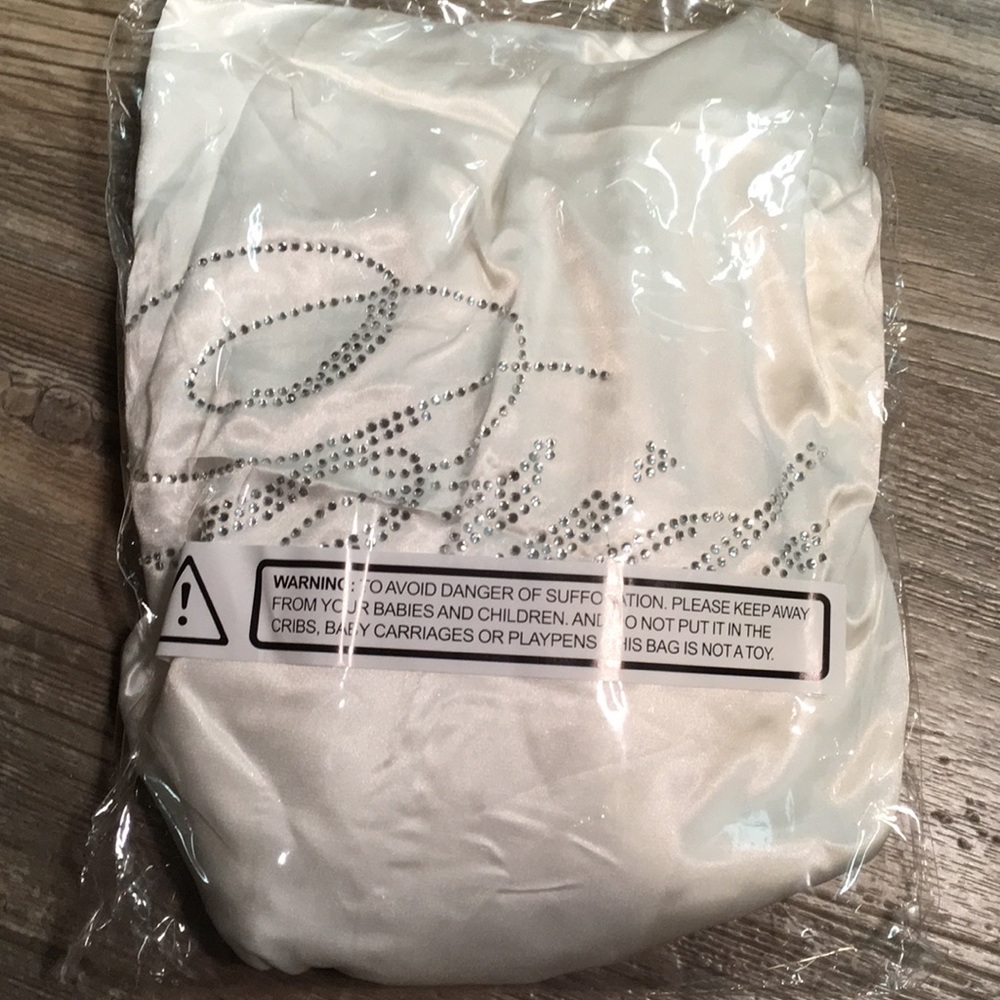 WARNING: TO AVOID DANGER OF SUFFOCATION. PLEASE KEEP AWAY
FROM YOUR BABIES AND CHILDREN. AND DO NOT PUT IT IN THE
CRIBS, BABY CARRIAGES OR PLAYPENS THIS BAG IS NOT A TOY.